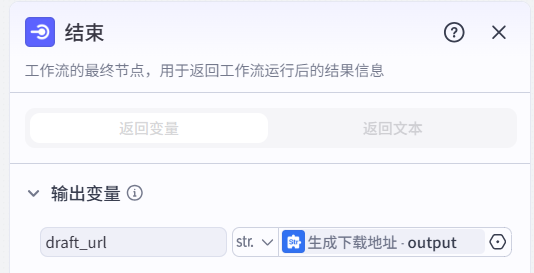 结束
工作流的最终节点，用于返回工作流运行后的结果信息
返回变量 返回文本
输出变量
draft_url str. Str. 生成下载地址 - output